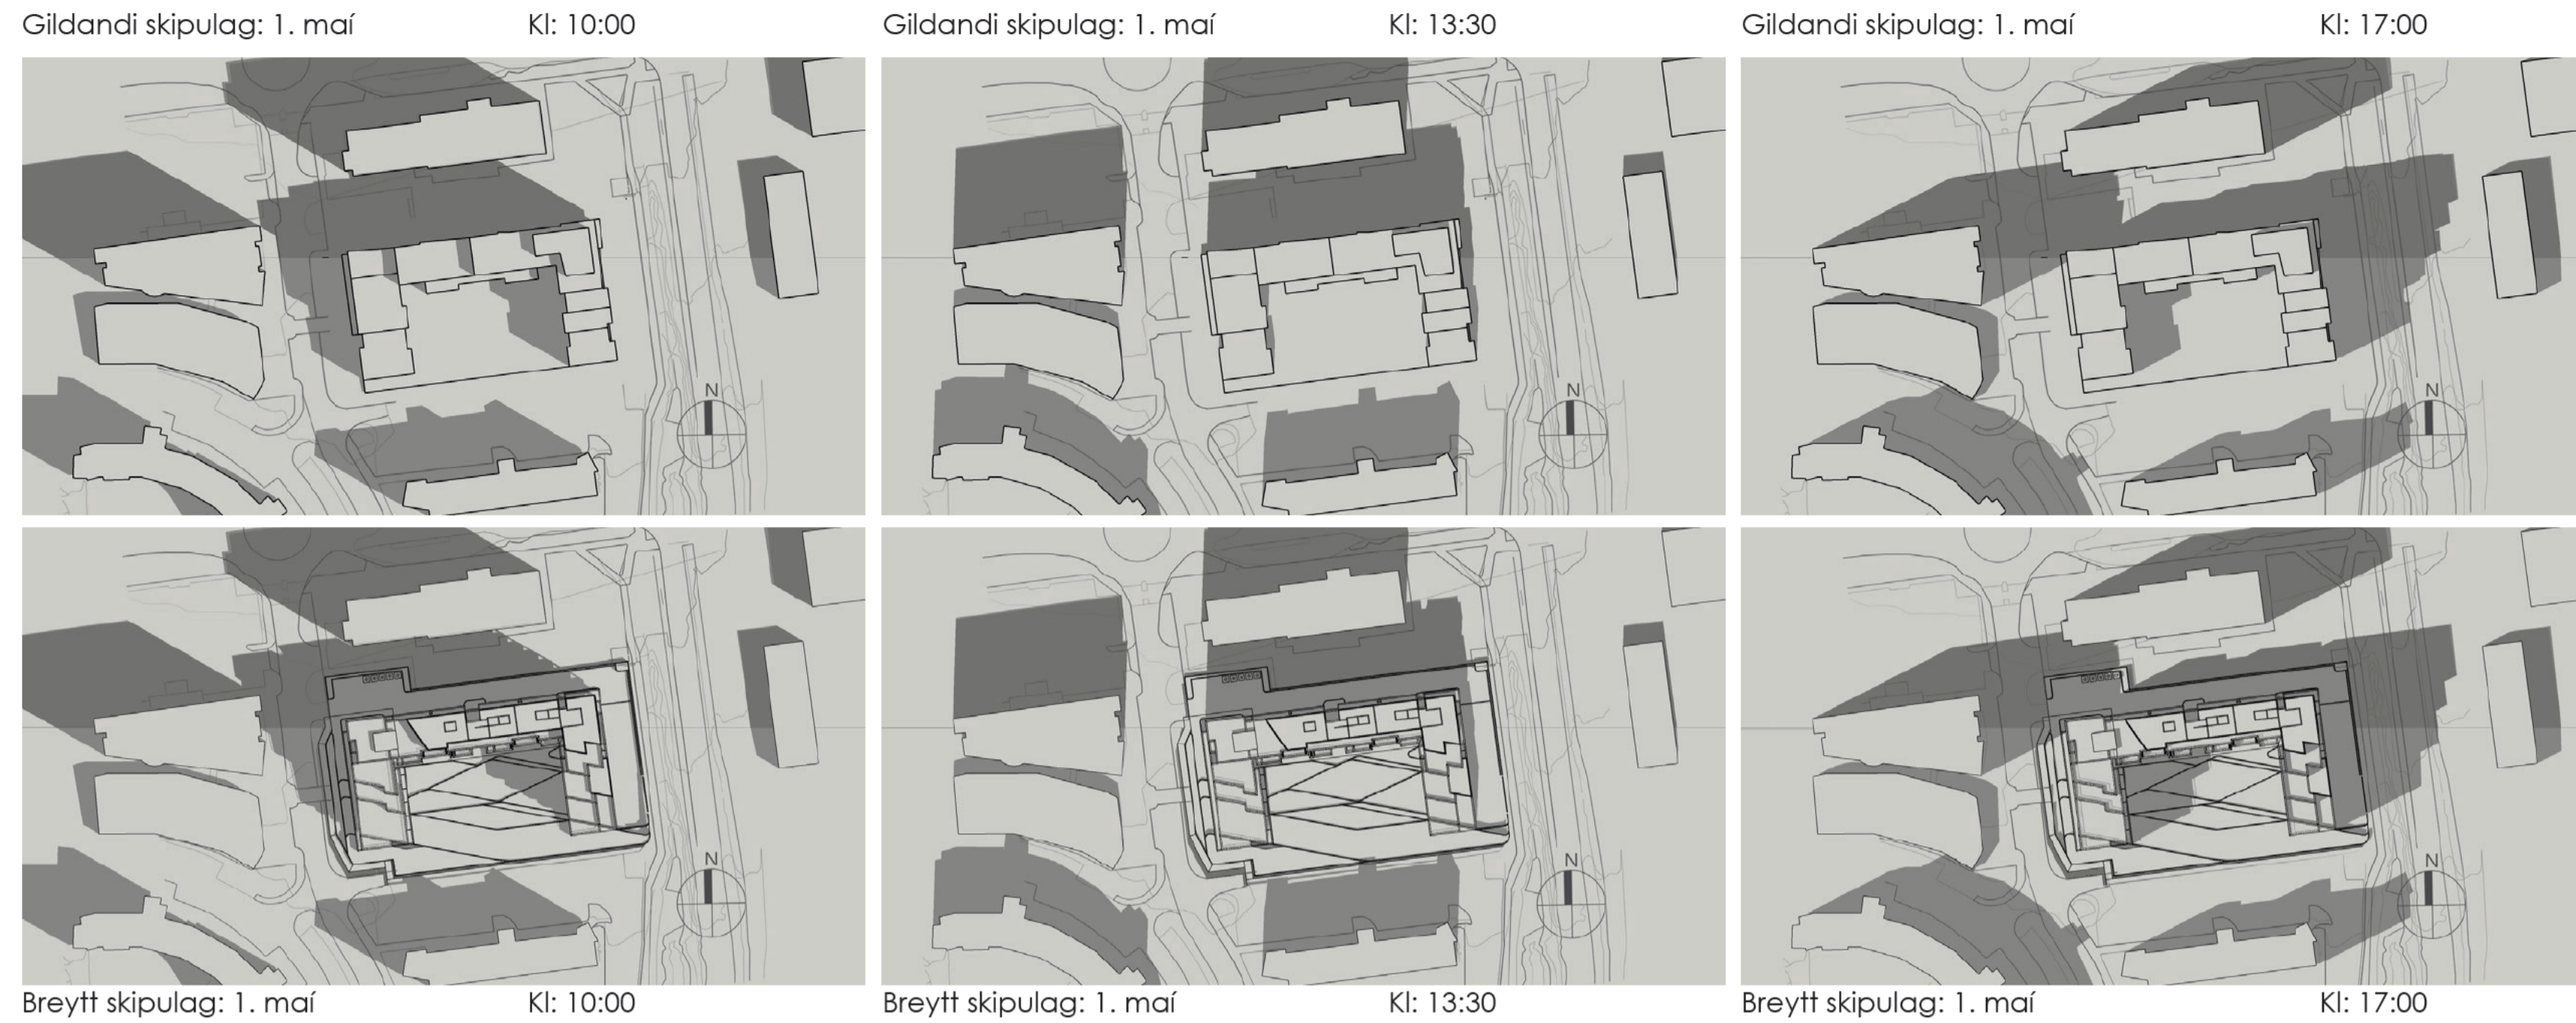 Gildandi skipulag: 1. maí Kl: 10:00
Gildandi skipulag: 1. maí Kl: 13:30
Gildandi skipulag: 1. maí Kl: 17:00
N
N
N
N
N
N
Breytt skipulag: 1. maí Kl: 10:00
Breytt skipulag: 1. maí Kl: 13:30
Breytt skipulag: 1. maí Kl: 17:00